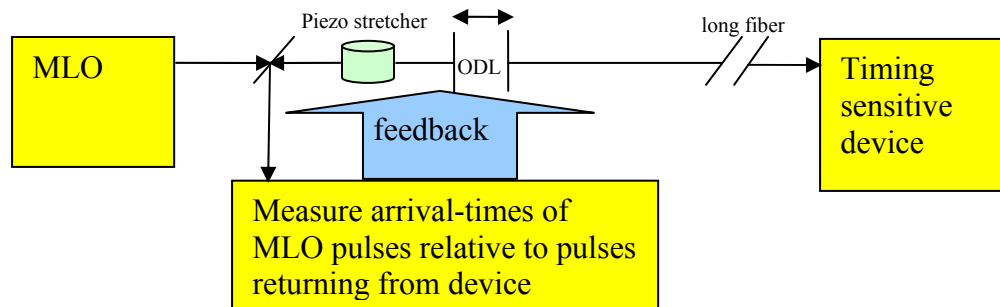 Piezo stretcher
long fiber
MLO
ODL
Timing
sensitive
device
feedback
Measure arrival-times of
MLO pulses relative to pulses
returning from device